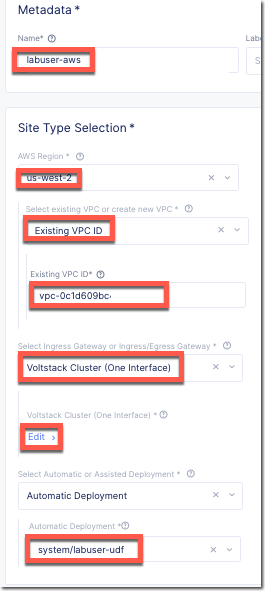 Metadata *
Name*
labuser-aws
Site Type Selection *
AWS Region *
us-west-2
Select existing VPC or create new VPC *
Existing VPC ID
Existing VPC ID*
vpc-0c1d609bc
Select Ingress Gateway or Ingress/Egress Gateway *
Voltstack Cluster (One Interface)
Voltstack Cluster (One Interface) *
Edit
Select Automatic or Assisted Deployment *
Automatic Deployment
Automatic Deployment *
system/labuser-udf